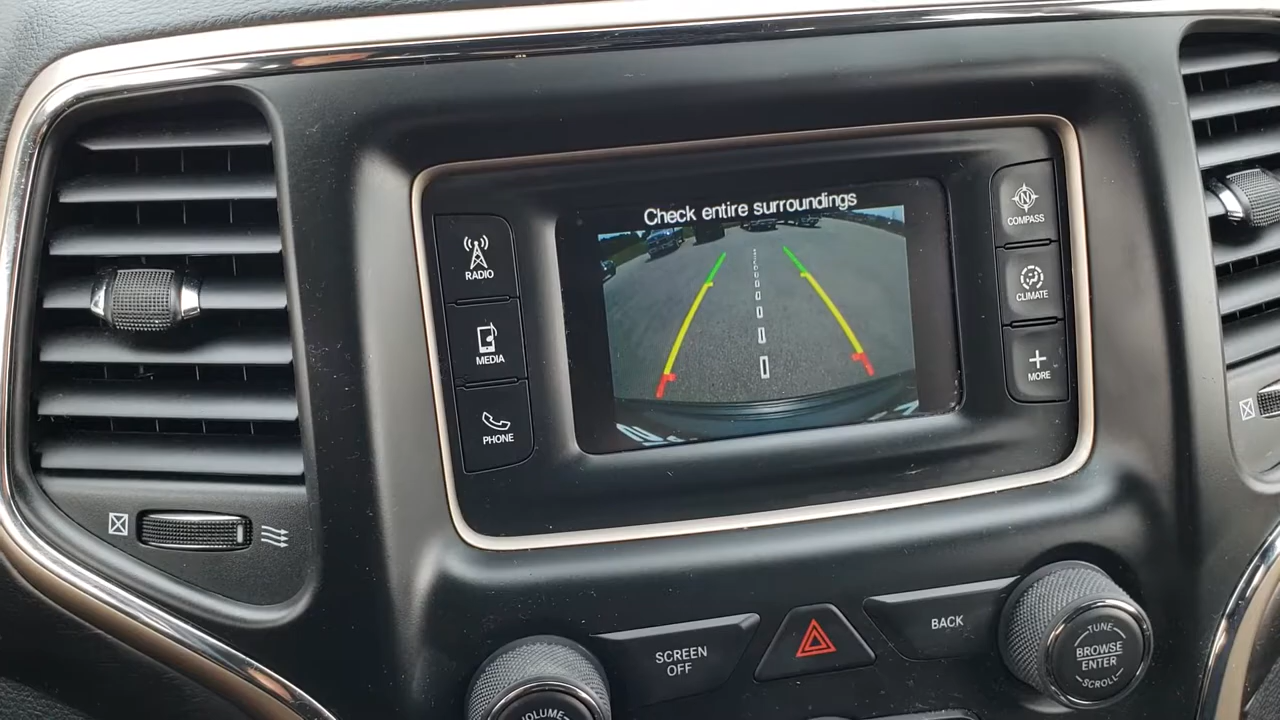 Check entire surroundings
RADIO
MEDIA
PHONE
N
COMPASS
CLIMATE
MORE
SCREEN
OFF
BACK
VOLUME
TUNE
BROWSE
ENTER
SCROLL